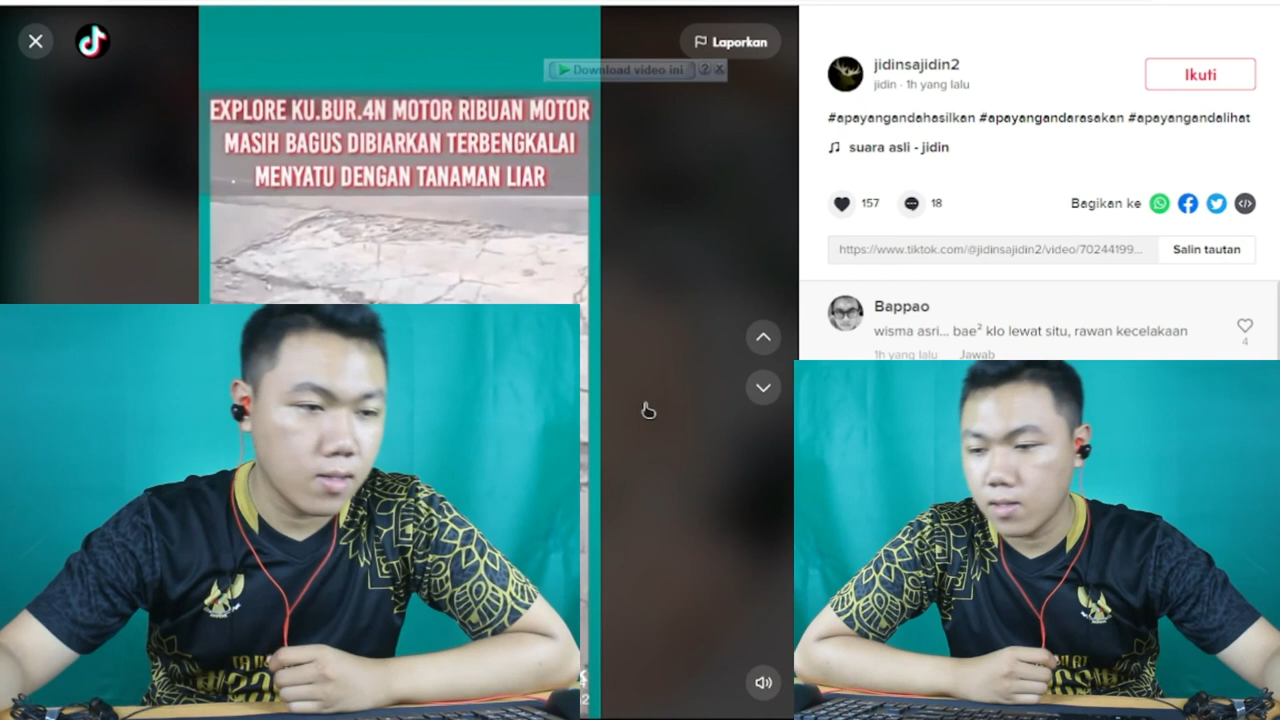 Laporkan
Download video ini
?
EXPLORE KU.BUR.4N MOTOR RIBUAN MOTOR
MASIH BAGUS DIBIARKAN TERBENGKALAI
MENYATU DENGAN TANAMAN LIAR
jidinsajidin2
jidin · 1h yang lalu
Ikuti
#apayangandahasilkan #apayangandarasakan #apayangandalihat
suara asli - jidin
157
18
Bagikan ke
https://www.tiktok.com/@jidinsajidin2/video/70244199...
Salin tautan
Bappao
wisma asri... bae² klo lewat situ, rawan kecelakaan
4
1h yang lalu Jawab